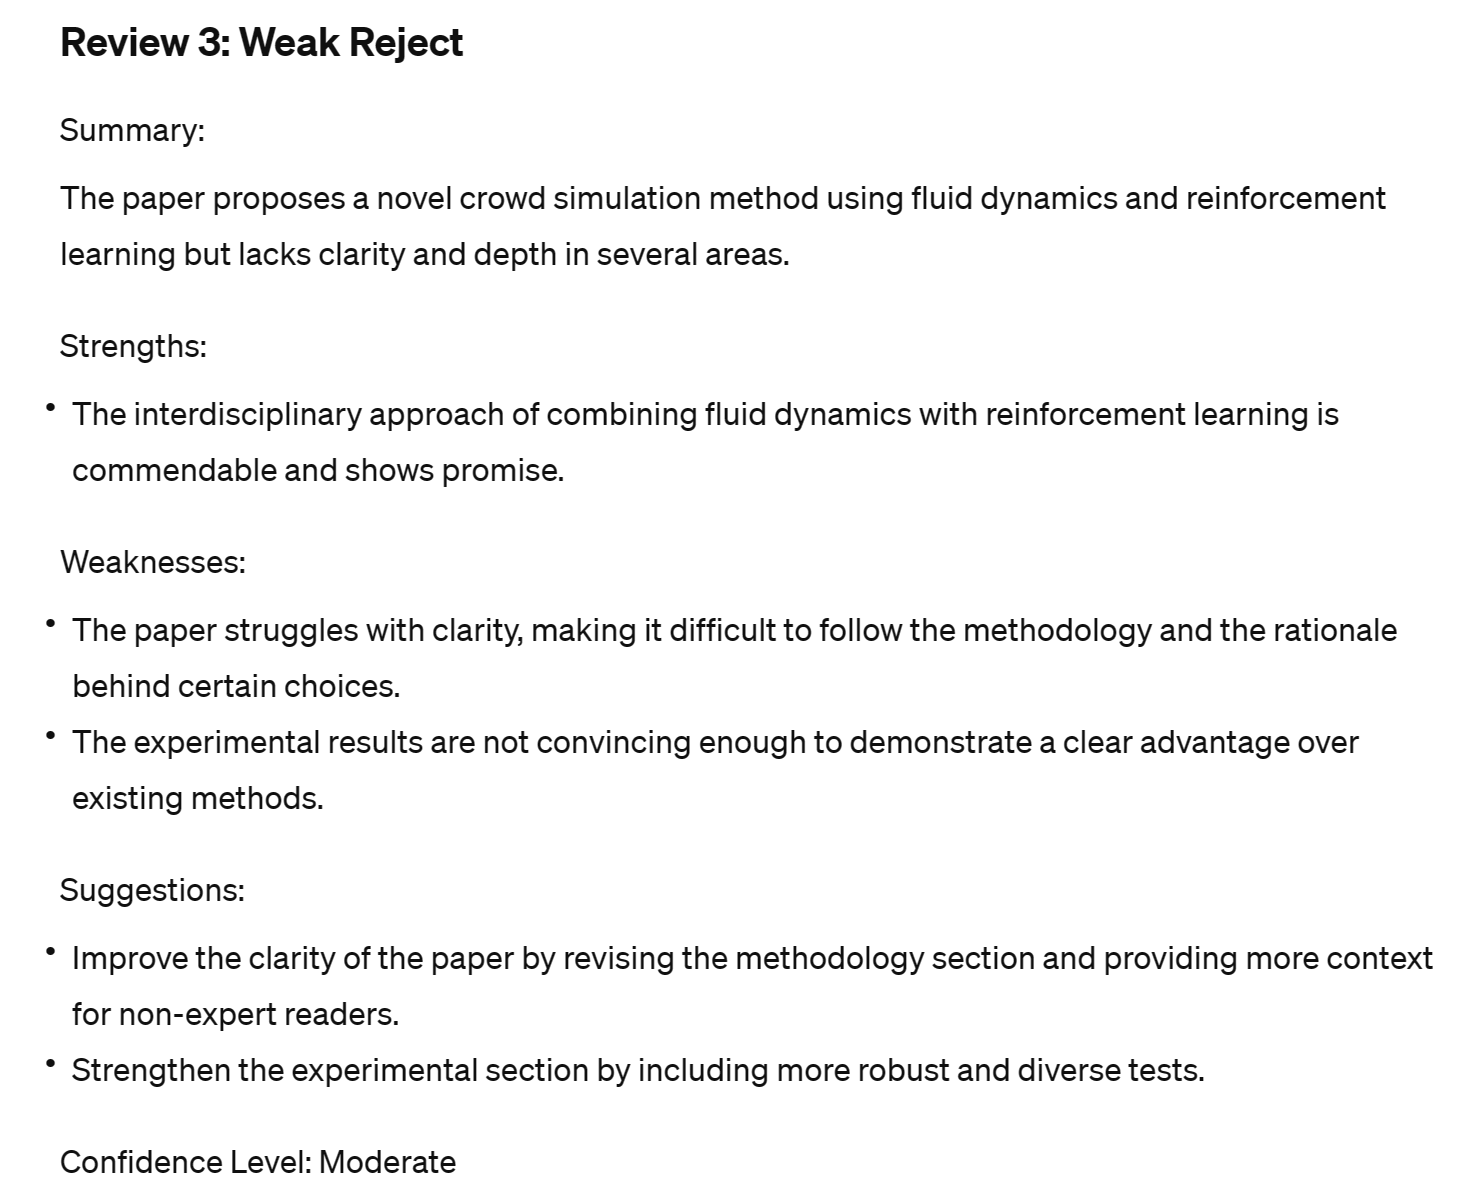 Review 3: Weak Reject
Summary:
The paper proposes a novel crowd simulation method using fluid dynamics and reinforcement
learning but lacks clarity and depth in several areas.
Strengths:
• The interdisciplinary approach of combining fluid dynamics with reinforcement learning is
commendable and shows promise.
Weaknesses:
• The paper struggles with clarity, making it difficult to follow the methodology and the rationale
behind certain choices.
• The experimental results are not convincing enough to demonstrate a clear advantage over
existing methods.
Suggestions:
• Improve the clarity of the paper by revising the methodology section and providing more context
for non-expert readers.
• Strengthen the experimental section by including more robust and diverse tests.
Confidence Level: Moderate